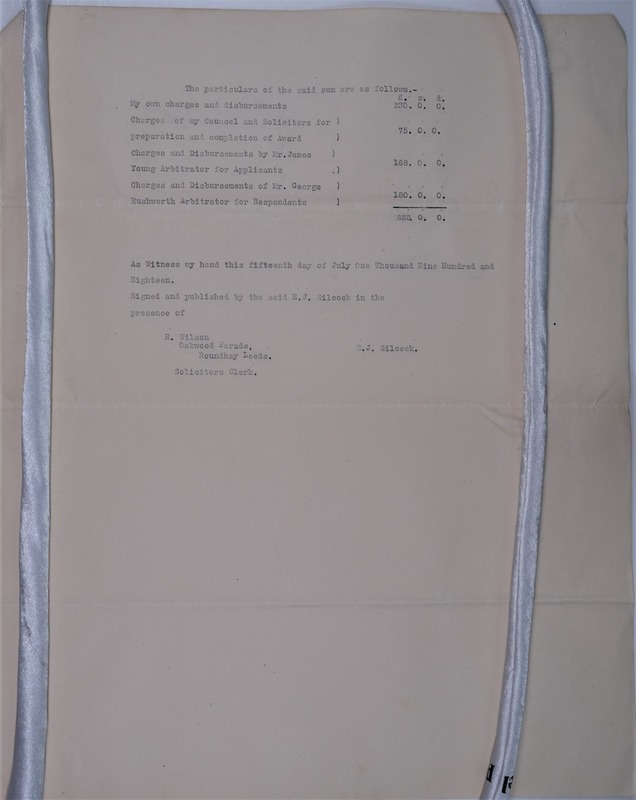 The particulars of the said sum are as follows.-
£. s. d.
My own charges and disbursements 230. 0. 0.
Charges of my Counsel and Solicitors for )
preparation and completion of Award ) 75. 0. 0.
Charges and Disbursements by Mr. James )
Young Arbitrator for Applicants .) 168. 0. 0.
Charges and Disbursements of Mr. George )
Rushworth Arbitrator for Respondents ) 180. 0. 0.
653. 0. 0.
As Witness my hand this fifteenth day of July One Thousand Nine Hundred and
Eighteen.
Signed and published by the said E.J. Silcock in the
presence of
R. Wilson
Oakwood Parade,
Roundhay Leeds. E.J. Silcock.
Solicitors Clerk.